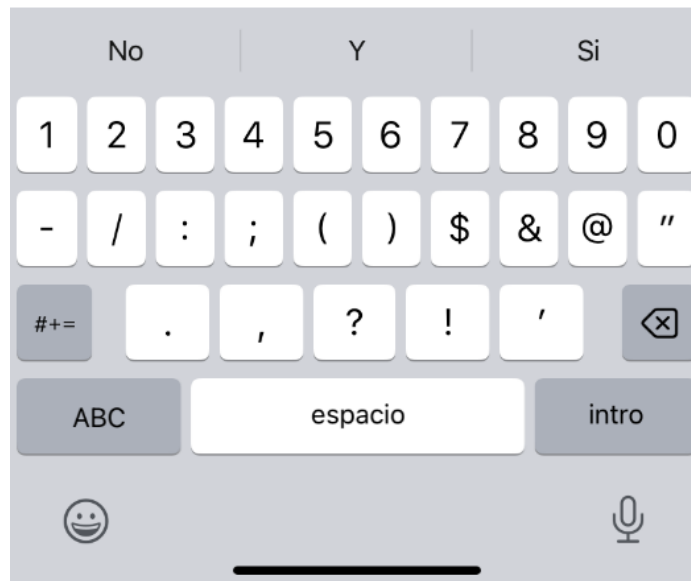 No Y Si
1 2 3 4 5 6 7 8 9 0
- / : ; ( ) $ & @ "
#+= . , ? ! '
ABC espacio intro